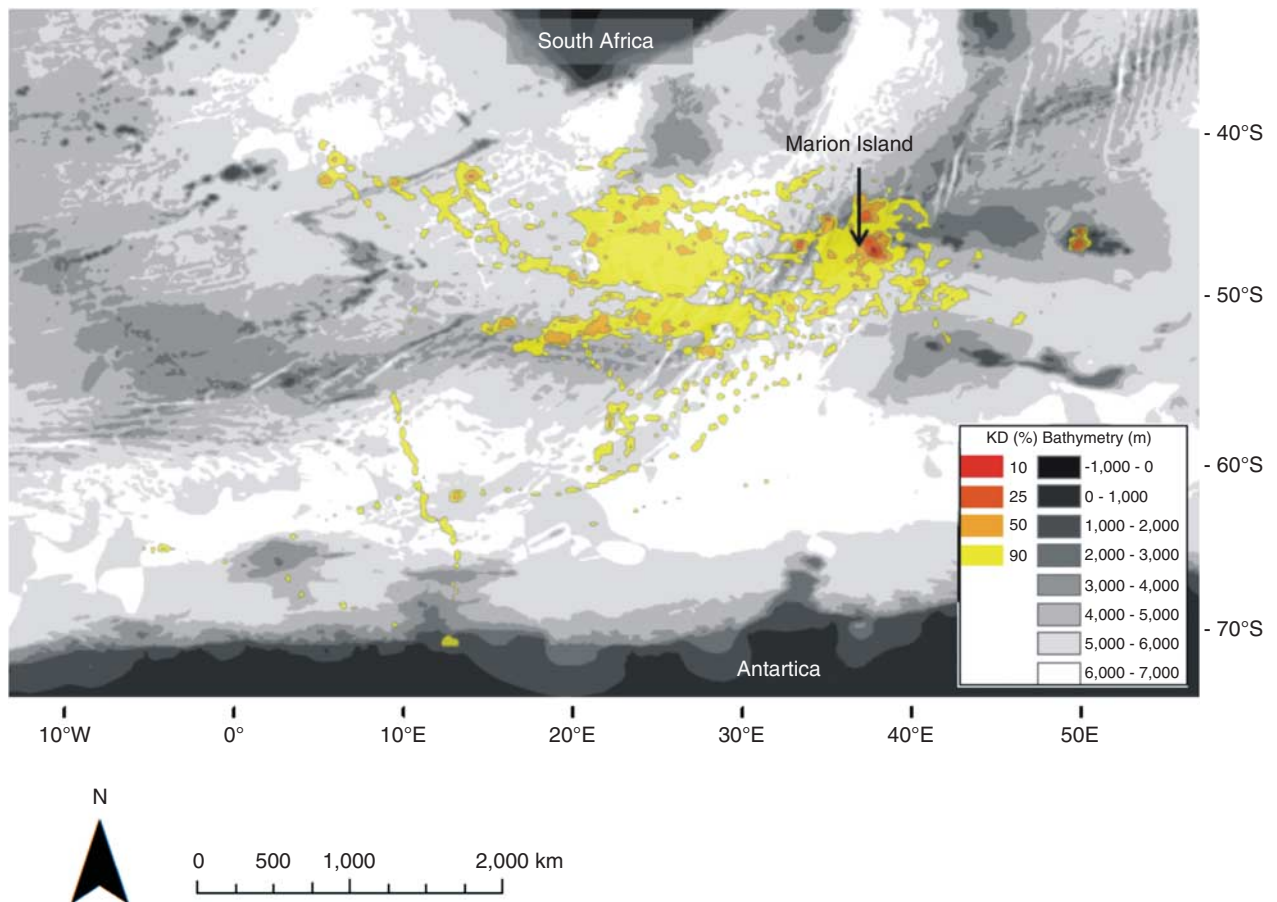 South Africa
Marion Island
- 40°S
- 50°S
- 60°S
- 70°S
KD (%) Bathymetry (m)
10 -1,000 - 0
25 0 - 1,000
50 1,000 - 2,000
90 2,000 - 3,000
3,000 - 4,000
4,000 - 5,000
5,000 - 6,000
6,000 - 7,000
Antartica
10°W 0° 10°E 20°E 30°E 40°E 50E
N
0 500 1,000 2,000 km